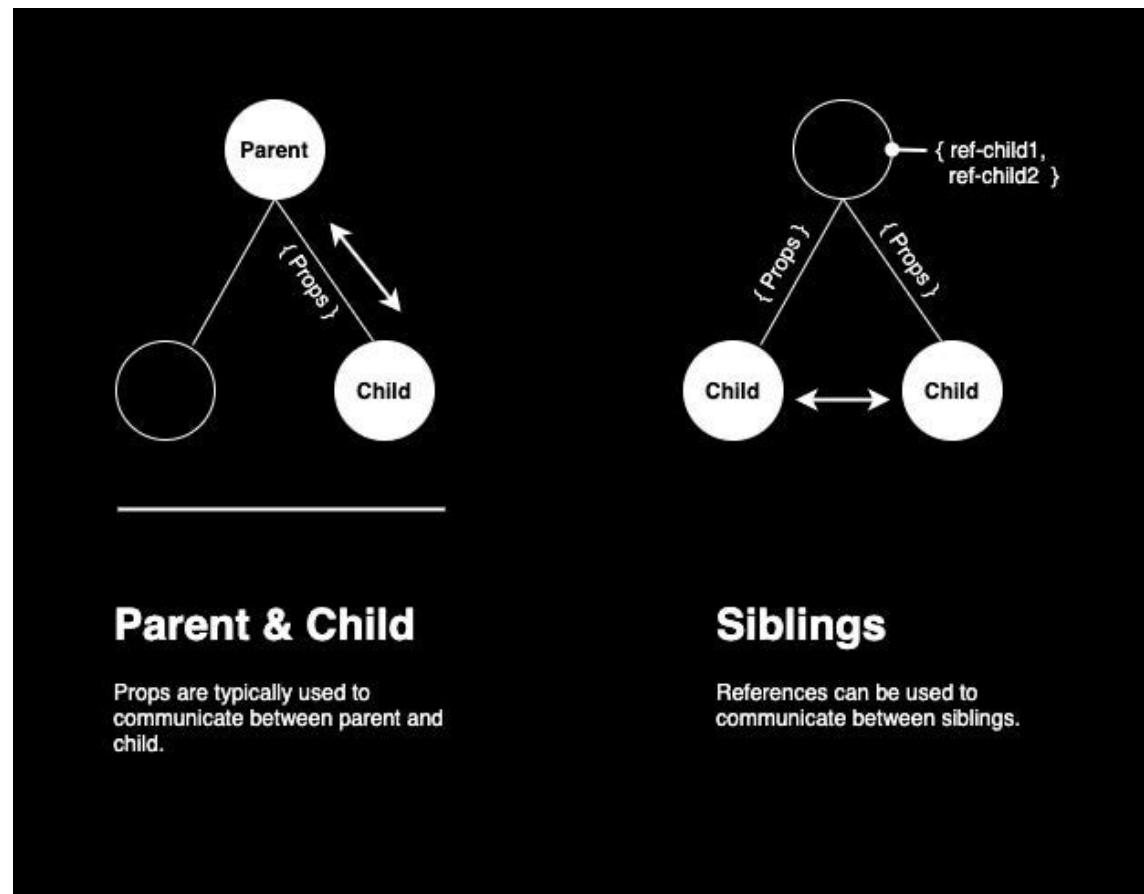 Parent
{ Props }
Child
Parent & Child
Props are typically used to
communicate between parent and
child.
{ ref-child1,
ref-child2 }
{ Props }
{ Props }
Child
Child
Siblings
References can be used to
communicate between siblings.